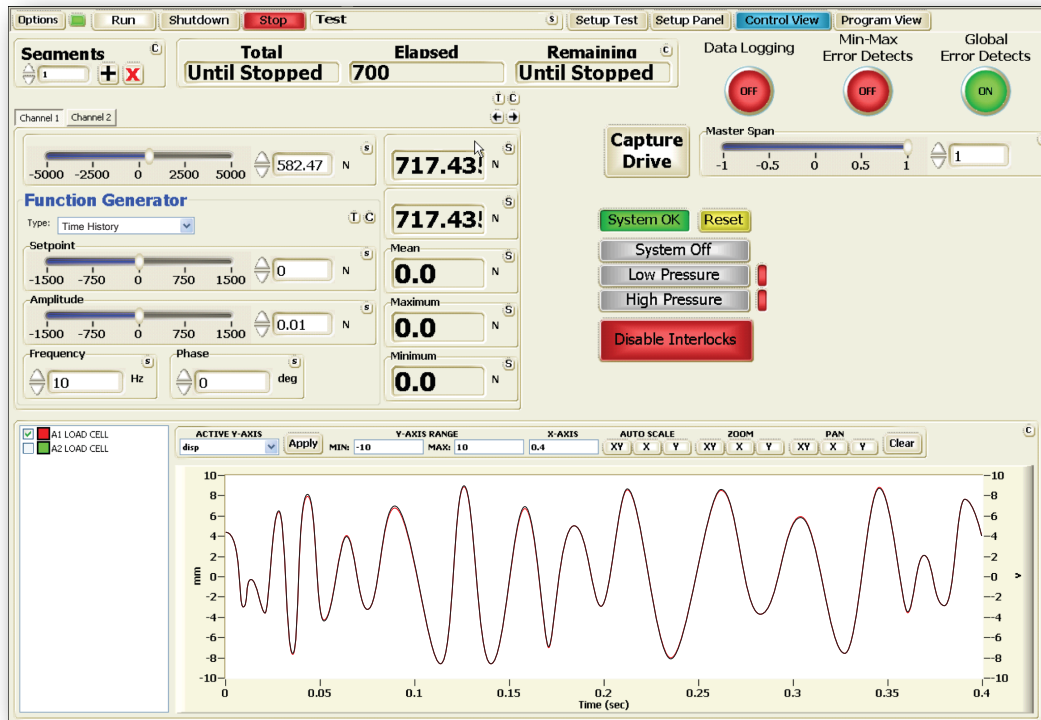 Options Run Shutdown Stop Test S Setup Test Setup Panel Control View Program View
Segments C
1 + X
Total Elapsed Remaining C
Until Stopped 700 Until Stopped
Data Logging
OFF
Min-Max
Error Detects
OFF
Global
Error Detects
ON
T C
Channel 1 Channel 2
-5000 -2500 0 2500 5000
582.47 N S
717.43 N S
Function Generator
Type: Time History T C
717.43 N S
Setpoint
-1500 -750 0 750 1500
0 N S
Mean
0.0 N S
Amplitude
-1500 -750 0 750 1500
0.01 N S
Maximum
0.0 N S
Frequency
10 Hz S
Phase
0 deg S
Minimum
0.0 N S
Capture
Drive
Master Span
-1 -0.5 0 0.5 1
1
System OK Reset
System Off
Low Pressure
High Pressure
Disable Interlocks
A1 LOAD CELL
A2 LOAD CELL
C
ACTIVE Y-AXIS Y-AXIS RANGE X-AXIS AUTO SCALE ZOOM PAN
disp Apply MIN: -10 MAX: 10 0.4 XY X Y XY X Y XY X Y Clear
10 8 6 4 2 0 -2 -4 -6 -8 -10
mm
10 8 6 4 2 0 -2 -4 -6 -8 -10
v
0 0.05 0.1 0.15 0.2 0.25 0.3 0.35 0.4
Time (sec)